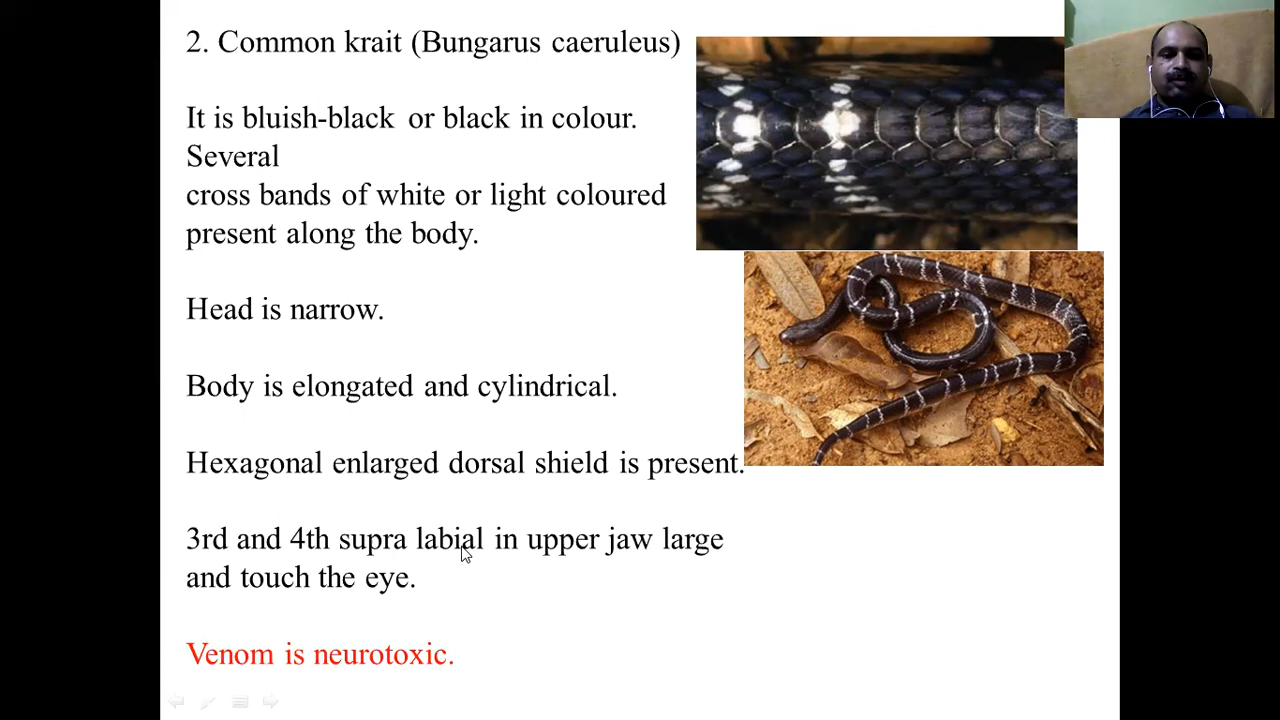 2. Common krait (Bungarus caeruleus)
It is bluish-black or black in colour.
Several
cross bands of white or light coloured
present along the body.
Head is narrow.
Body is elongated and cylindrical.
Hexagonal enlarged dorsal shield is present.
3rd and 4th supra labial in upper jaw large
and touch the eye.
Venom is neurotoxic.